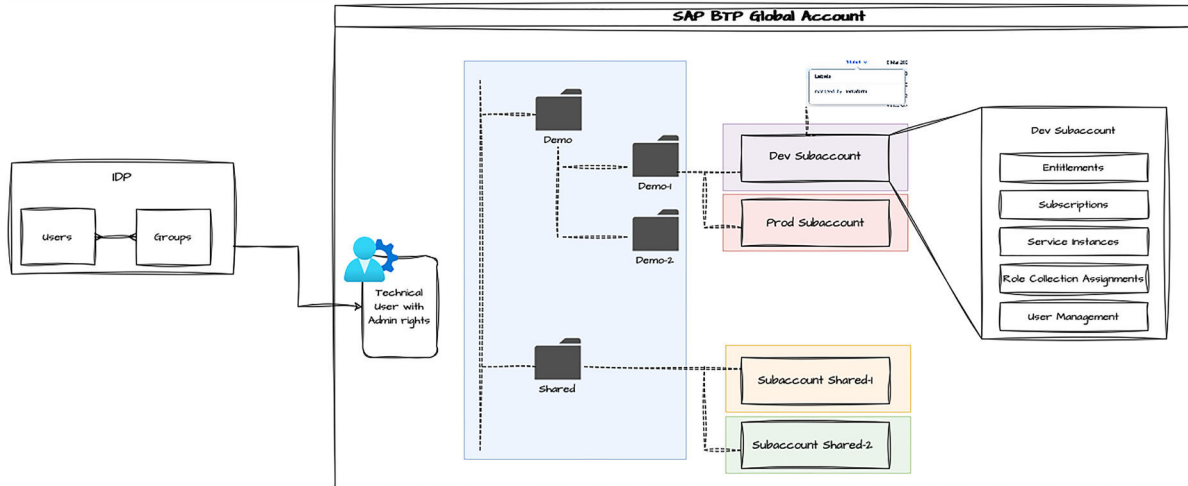 SAP BTP Global Account
Labels
Demo
Dev Subaccount
Dev Subaccount
IDP
Demo-1
Entitlements
Users
Groups
Prod Subaccount
Subscriptions
Demo-2
Service Instances
Technical
User with
Admin rights
Role Collection Assignments
User Management
Shared
Subaccount Shared-1
Subaccount Shared-2